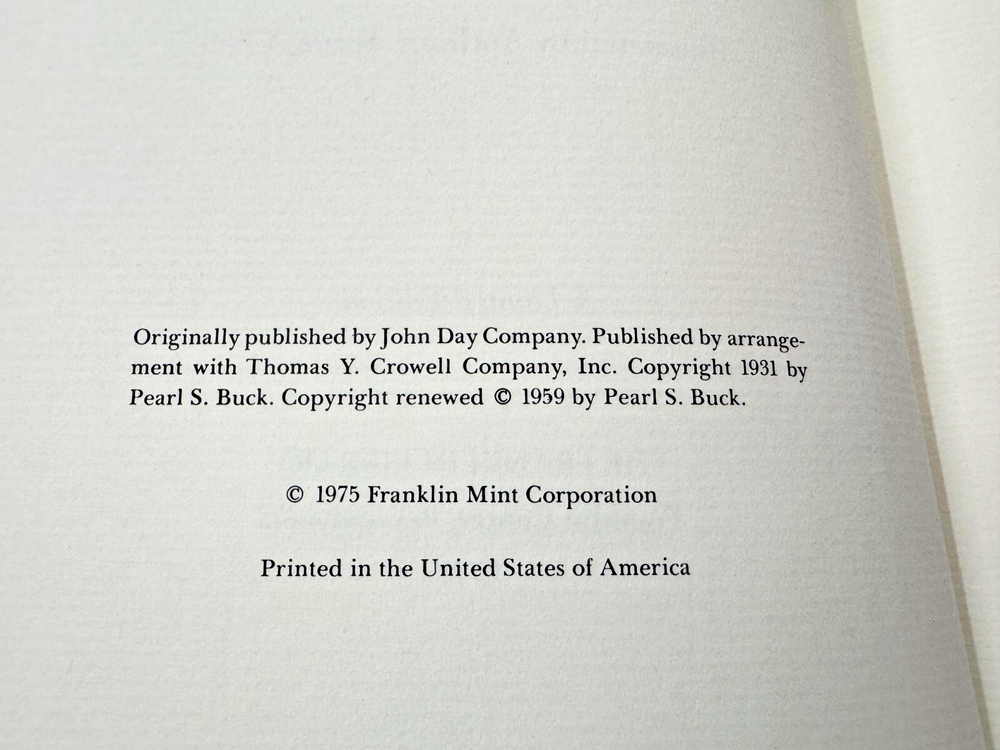 Originally published by John Day Company. Published by arrange-
ment with Thomas Y. Crowell Company, Inc. Copyright 1931 by
Pearl S. Buck. Copyright renewed © 1959 by Pearl S. Buck.
© 1975 Franklin Mint Corporation
Printed in the United States of America